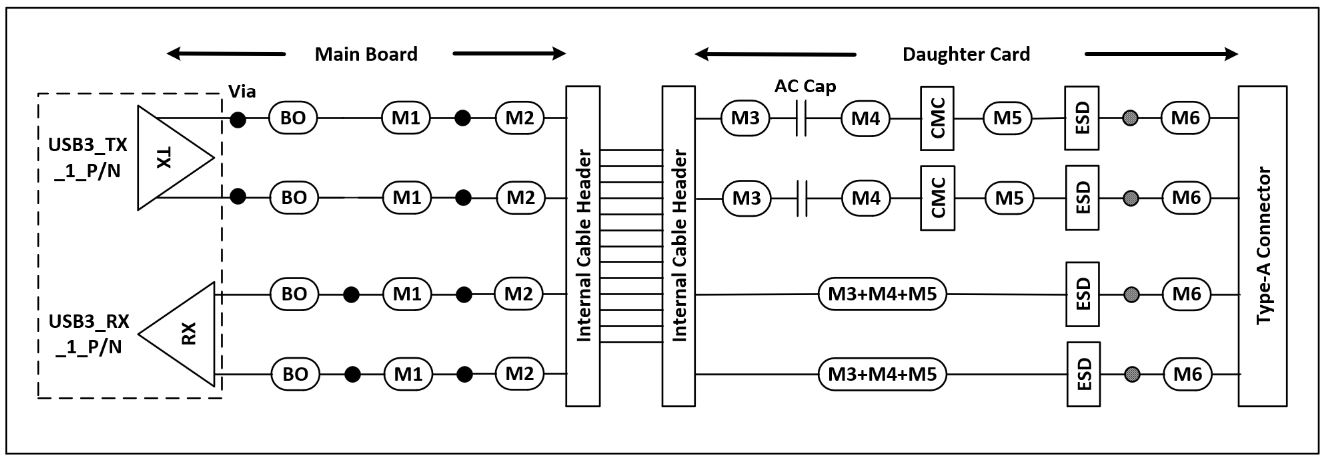 Main Board
Daughter Card
Via
AC Cap
USB3_TX
_1_P/N
TX
BO
M1
M2
M3
M4
CMC
M5
ESD
M6
BO
M1
M2
M3
M4
CMC
M5
ESD
M6
Internal Cable Header
Internal Cable Header
Type-A Connector
USB3_RX
_1_P/N
RX
BO
M1
M2
M3+M4+M5
ESD
M6
BO
M1
M2
M3+M4+M5
ESD
M6